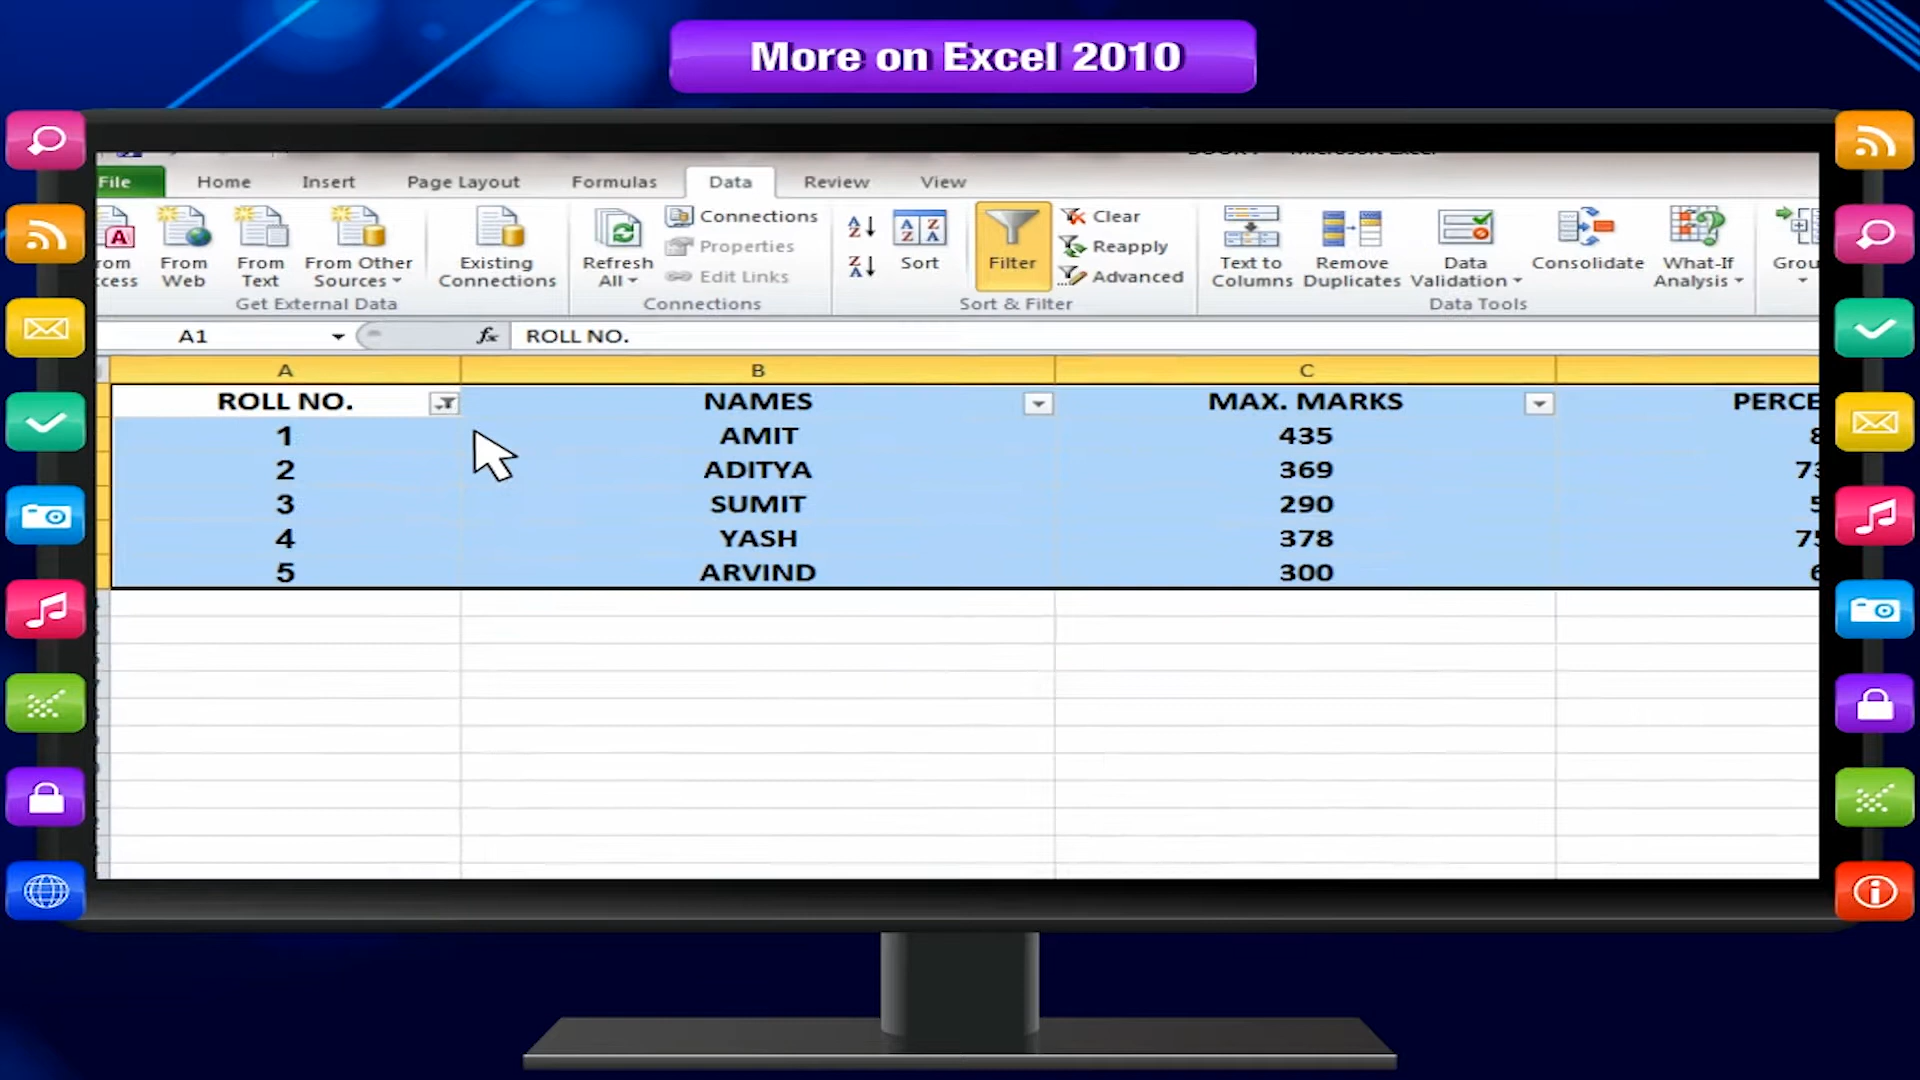 More on Excel 2010
File Home Insert Page Layout Formulas Data Review View
From Web
From Text
From Other Sources
Get External Data
Existing Connections
Refresh All
Connections
Properties
Edit Links
Connections
Sort
Filter
Clear
Reapply
Advanced
Sort & Filter
Text to Columns
Remove Duplicates
Data Validation
Consolidate
What-If Analysis
Data Tools
A1 fx ROLL NO.
A B C
ROLL NO. NAMES MAX. MARKS
1 AMIT 435
2 ADITYA 369
3 SUMIT 290
4 YASH 378
5 ARVIND 300